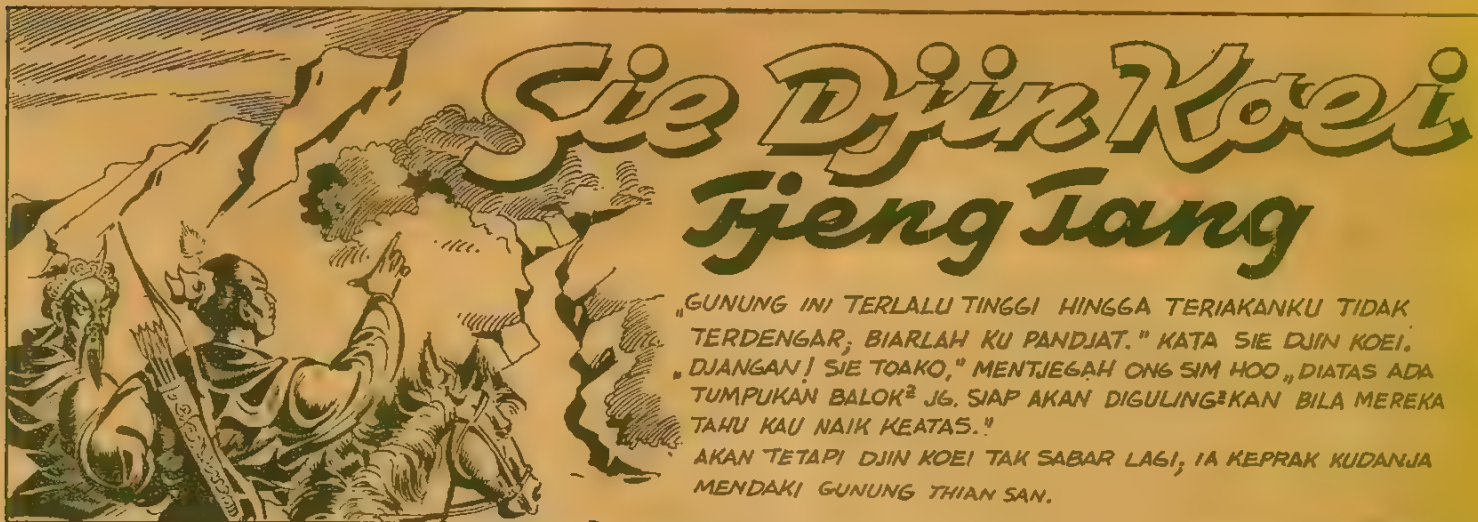 Sie Djin Koei
Tjeng Tang
„GUNUNG INI TERLALU TINGGI HINGGA TERIAKANKU TIDAK
TERDENGAR, BIARLAH KU PANDJAT." KATA SIE DJIN KOEI.
„DJANGAN! SIE TOAKO," MENTJEGAH ONG SIM HOO „DIATAS ADA
TUMPUKAN BALOK² JG. SIAP AKAN DIGULING²KAN BILA MEREKA
TAHU KAU NAIK KEATAS."
AKAN TETAPI DJIN KOEI TAK SABAR LAGI, IA KEPRAK KUDANJA
MENDAKI GUNUNG THIAN SAN.